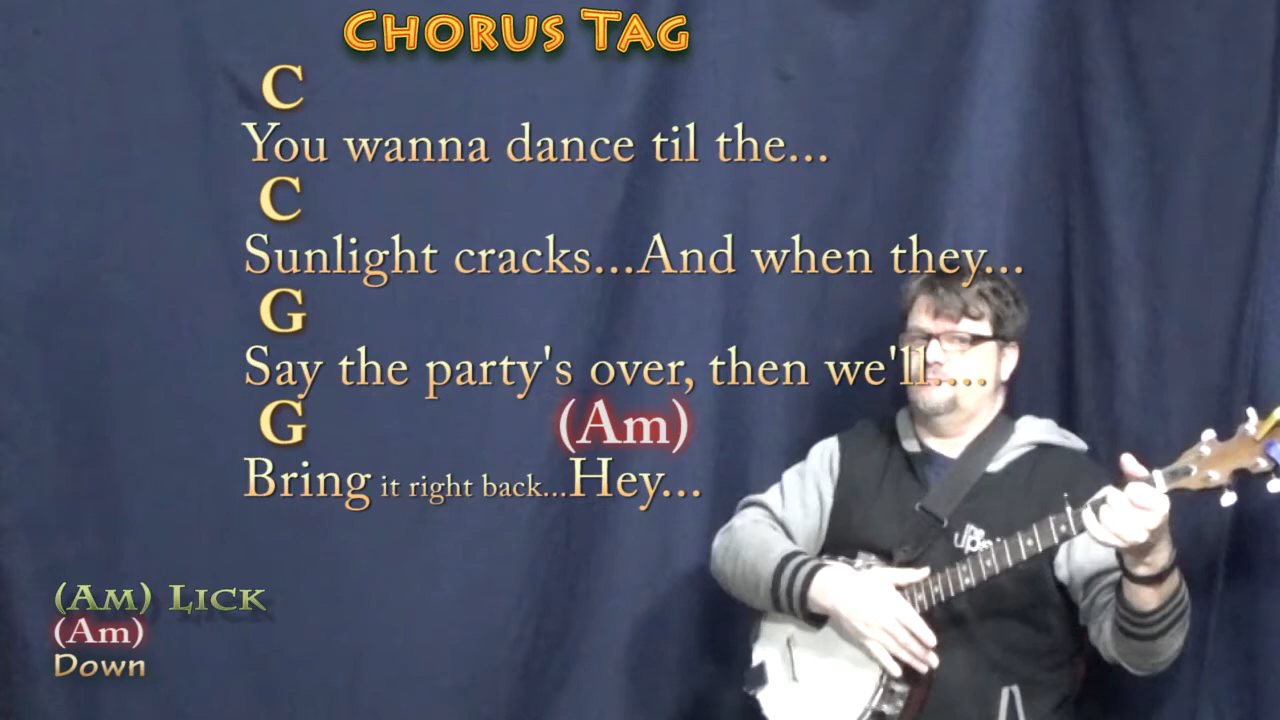 CHORUS TAG
C
You wanna dance til the...
C
Sunlight cracks...And when they...
G
Say the party's over, then we'll....
G (Am)
Bring it right back...Hey...
(AM) LICK
(Am)
Down